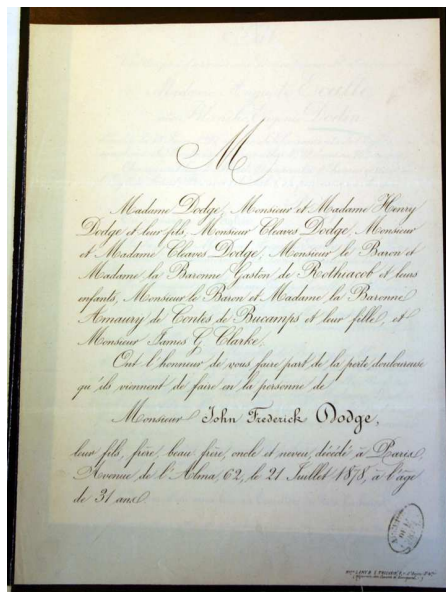 M
Madame Dodge, Monsieur et Madame Henry
Dodge et leur fils, Monsieur Cleaves Dodge, Monsieur
et Madame Cleaves Dodge, Monsieur le Baron et
Madame la Baronne Gaston de Rothiacob et leurs
enfants, Monsieur le Baron et Madame la Baronne
Amaury de Contes de Bucamps et leur fille, et
Monsieur James G. Clarke,
Ont l'honneur de vous faire part de la perte douloureuse
qu'ils viennent de faire en la personne de
Monsieur John Frederick Dodge,
leur fils, frère, beau frère, oncle et neveu, décédé à Paris,
Avenue de l'Alma, 62, le 21 Juillet 1878, à l'âge
de 31 ans.